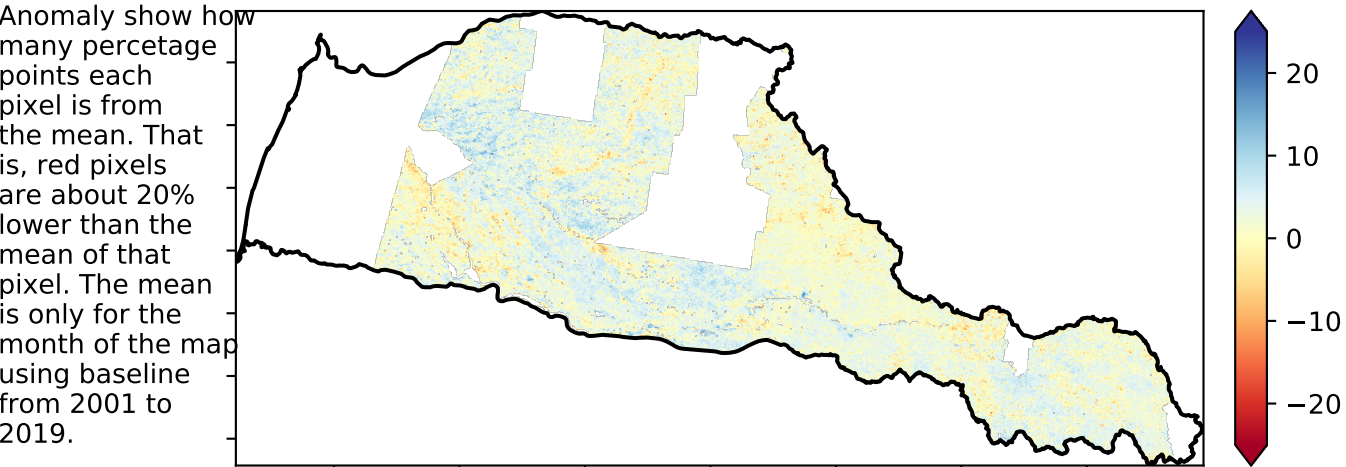 Anomaly show how
many percetage
points each
pixel is from
the mean. That
is, red pixels
are about 20%
lower than the
mean of that
pixel. The mean
is only for the
month of the map
using baseline
from 2001 to
2019.
20
10
0
−10
−20